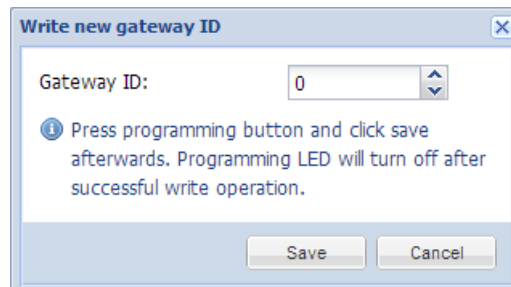 Write new gateway ID
Gateway ID: 0
Press programming button and click save
afterwards. Programming LED will turn off after
successful write operation.
Save Cancel